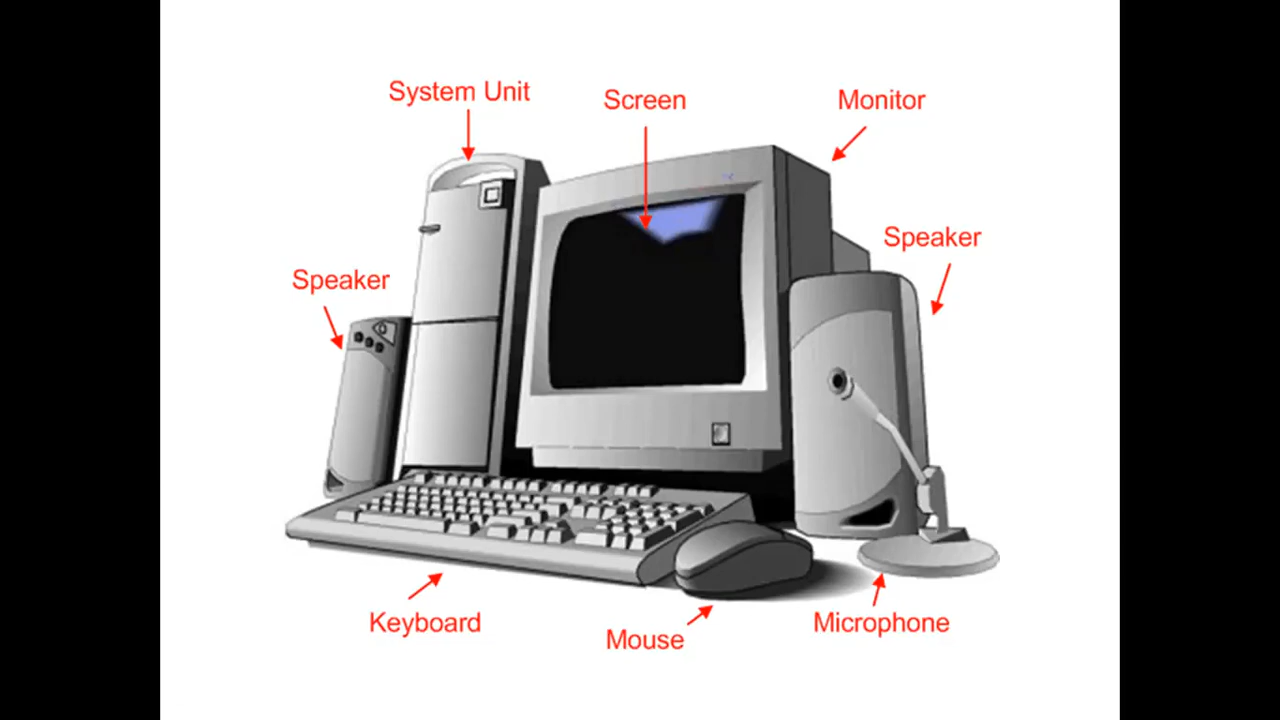 System Unit
Screen
Monitor
Speaker
Speaker
Keyboard
Mouse
Microphone